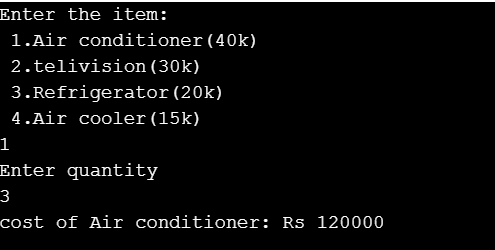 Enter the item:
1.Air conditioner(40k)
2.telivision(30k)
3.Refrigerator(20k)
4.Air cooler(15k)
1
Enter quantity
3
cost of Air conditioner: Rs 120000